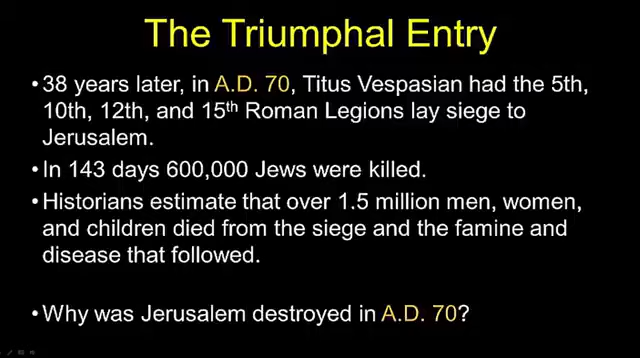 The Triumphal Entry
• 38 years later, in A.D. 70, Titus Vespasian had the 5th,
10th, 12th, and 15th Roman Legions lay siege to
Jerusalem.
• In 143 days 600,000 Jews were killed.
• Historians estimate that over 1.5 million men, women,
and children died from the siege and the famine and
disease that followed.
• Why was Jerusalem destroyed in A.D. 70?